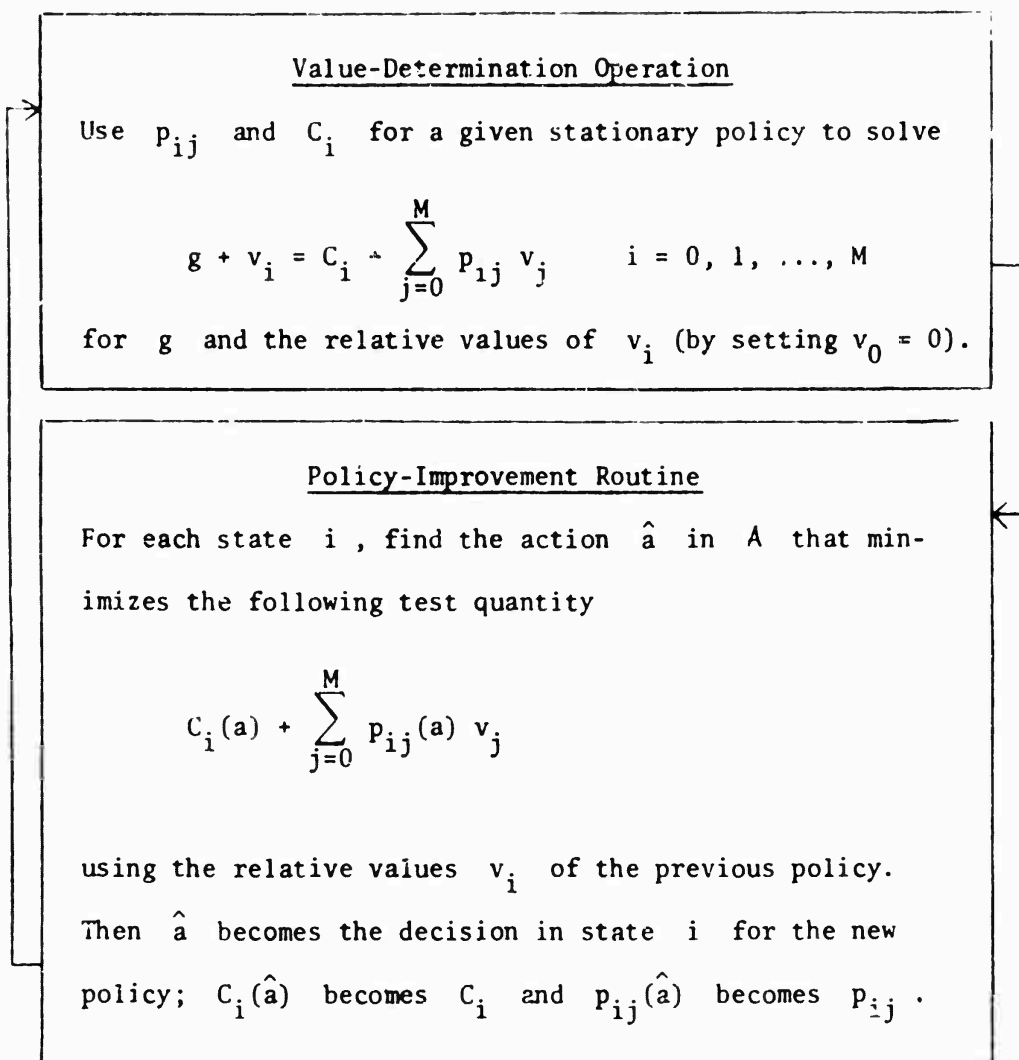 Value-Determination Operation
Use p_ij and C_i for a given stationary policy to solve
g + v_i = C_i - \sum_{j=0}^{M} p_ij v_j i = 0, 1, ..., M
for g and the relative values of v_i (by setting v_0 = 0).
Policy-Improvement Routine
For each state i , find the action â in A that min-
imizes the following test quantity
C_i(a) + \sum_{j=0}^{M} p_ij(a) v_j
using the relative values v_i of the previous policy.
Then â becomes the decision in state i for the new
policy; C_i(â) becomes C_i and p_ij(â) becomes p_ij .